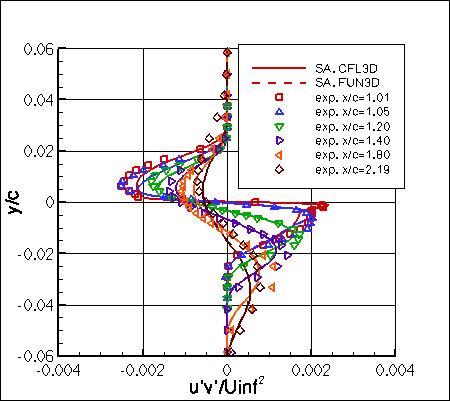 0.06
0.04
0.02
0
-0.02
-0.04
-0.06
y/c
SA.CFL3D
SA.FUN3D
exp. x/c=1.01
exp. x/c=1.05
exp. x/c=1.20
exp. x/c=1.40
exp. x/c=1.80
exp. x/c=2.19
-0.004 -0.002 0 0.002 0.004
u'v'/Uinf²